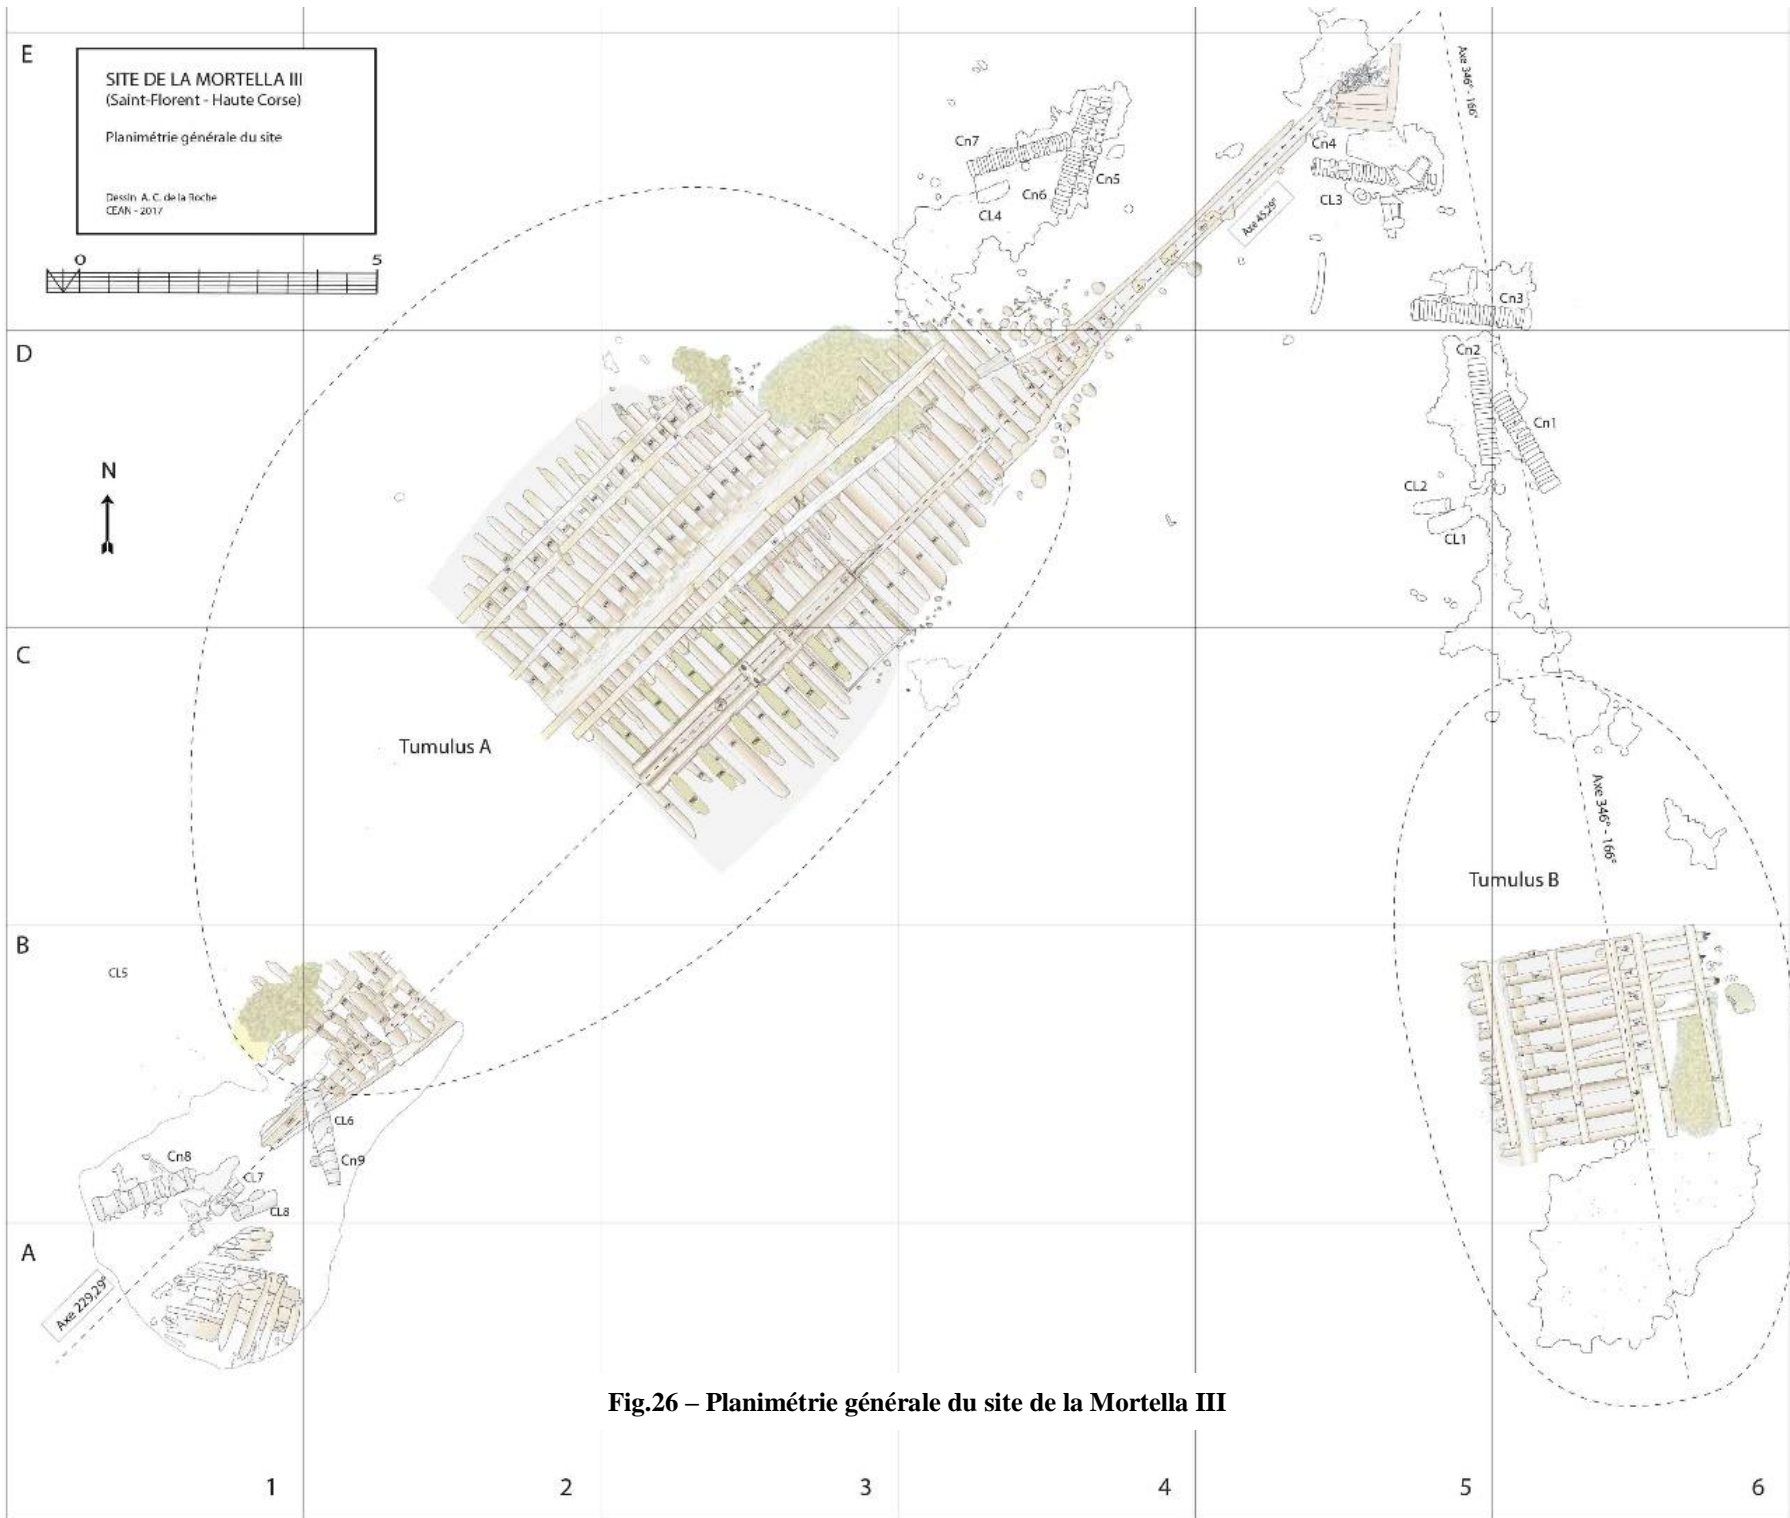 E
SITE DE LA MORTELLA III
(Saint-Florent - Haute Corse)
Planimétrie générale du site
Dessin A. C. de la Roche
CEAN - 2017
0 5
Axe 346° - 166°
Cn7
Cn6
Cn5
CL4
Cn4
CL3
Axe 45,29°
Cn3
D
Cn2
Cn1
N
CL2
CL1
C
Tumulus A
Axe 346° - 166°
Tumulus B
B
CL5
CL6
Cn8
Cn9
CL7
CL8
A
Axe 229,29°
Fig.26 – Planimétrie générale du site de la Mortella III
1 2 3 4 5 6